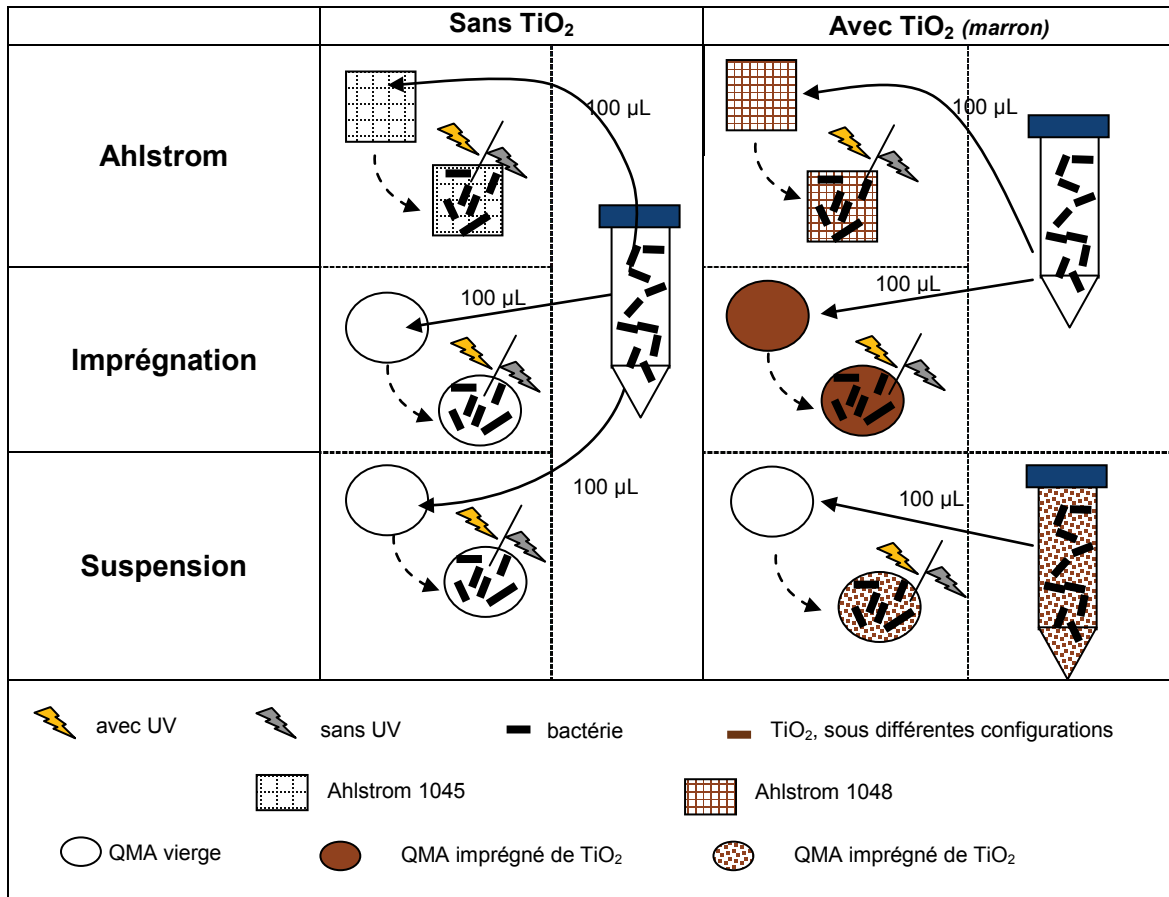 Sans TiO₂
Avec TiO₂ (marron)
Ahlstrom
100 µL
100 µL
Imprégnation
100 µL
100 µL
Suspension
100 µL
100 µL
avec UV
sans UV
bactérie
TiO₂, sous différentes configurations
Ahlstrom 1045
Ahlstrom 1048
QMA vierge
QMA imprégné de TiO₂
QMA imprégné de TiO₂